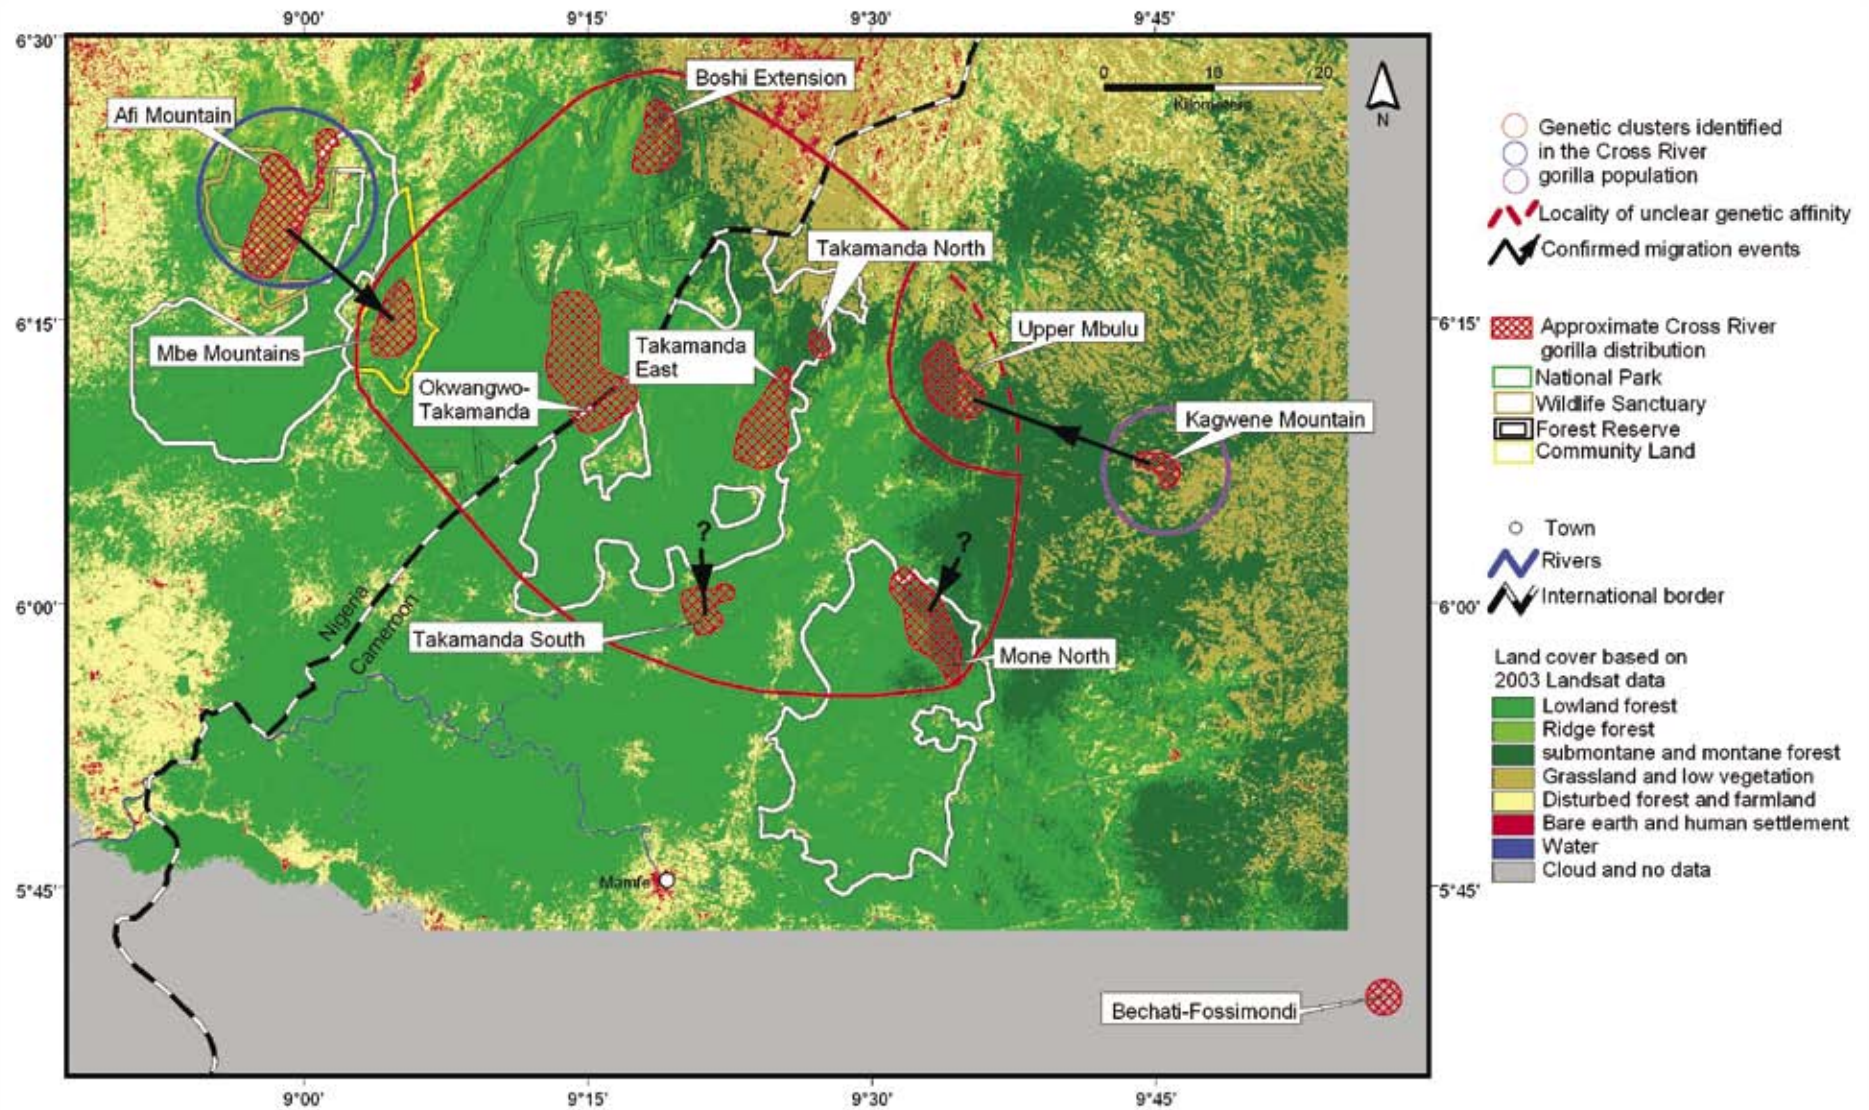 9°00'
9°15'
9°30'
9°45'
6°30'
Boshi Extension
0
10
20
Kilometers
N
Afi Mountain
Takamanda North
6°15'
6°15'
Upper Mbulu
Mbe Mountains
Takamanda
East
Okwangwo-
Takamanda
Kagwene Mountain
?
?
6°00'
6°00'
Nigeria
Cameroon
Takamanda South
Mone North
5°45'
5°45'
Mamfe
Bechati-Fossimondi
9°00'
9°15'
9°30'
9°45'
Genetic clusters identified
in the Cross River
gorilla population
Locality of unclear genetic affinity
Confirmed migration events
Approximate Cross River
gorilla distribution
National Park
Wildlife Sanctuary
Forest Reserve
Community Land
Town
Rivers
International border
Land cover based on
2003 Landsat data
Lowland forest
Ridge forest
submontane and montane forest
Grassland and low vegetation
Disturbed forest and farmland
Bare earth and human settlement
Water
Cloud and no data